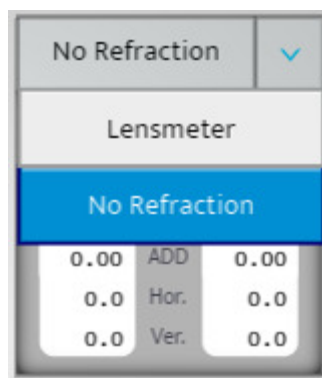 No Refraction
Lensmeter
No Refraction
0.00 ADD 0.00
0.0 Hor. 0.0
0.0 Ver. 0.0